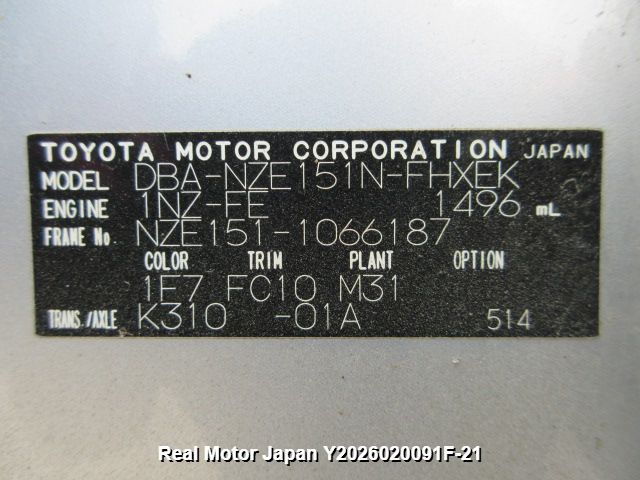 TOYOTA MOTOR CORPORATION JAPAN
MODEL DBA-NZE151N-FHXEK
ENGINE 1NZ-FE 1496 mL
FRAME No. NZE151-1066187
COLOR TRIM PLANT OPTION
1F7 FC10 M31
TRANS./AXLE K310 -01A 514
Real Motor Japan Y2026020091F-21